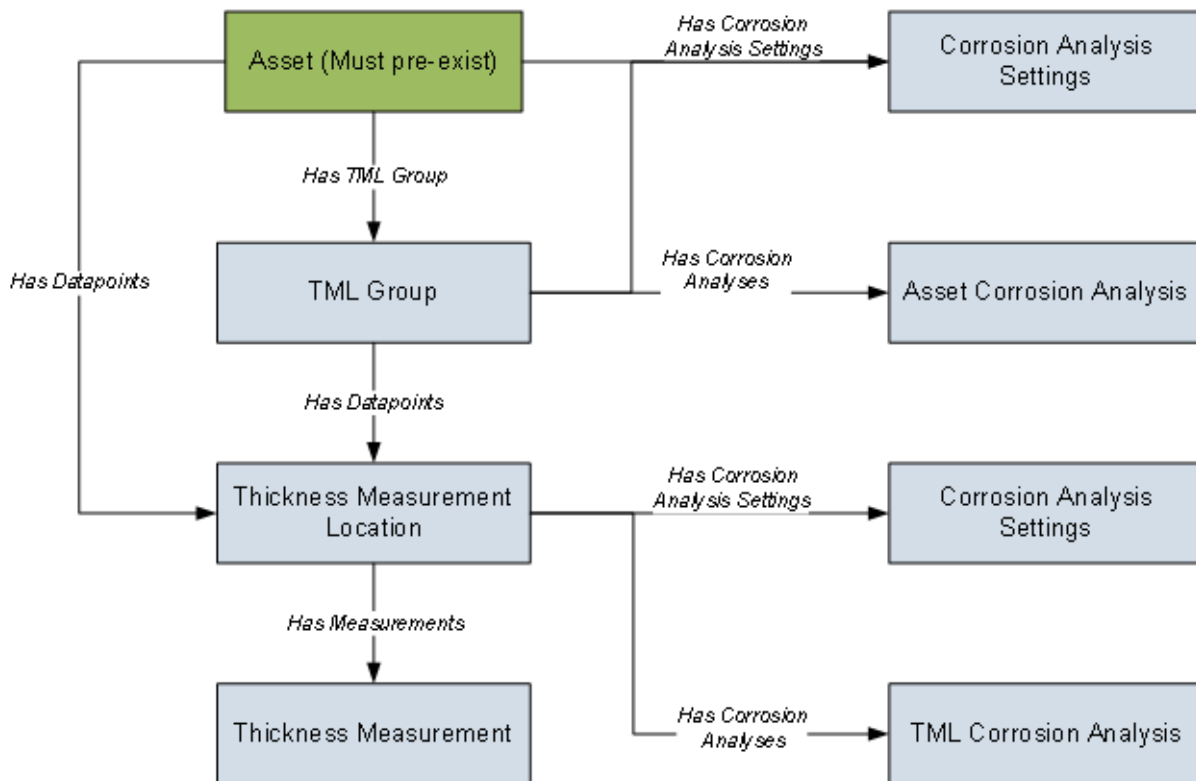 Asset (Must pre-exist)
Has Corrosion
Analysis Settings
Corrosion Analysis
Settings
Has TML Group
Has Datapoints
TML Group
Has Corrosion
Analyses
Asset Corrosion Analysis
Has Datapoints
Thickness Measurement
Location
Has Corrosion
Analysis Settings
Corrosion Analysis
Settings
Has Measurements
Thickness Measurement
Has Corrosion
Analyses
TML Corrosion Analysis